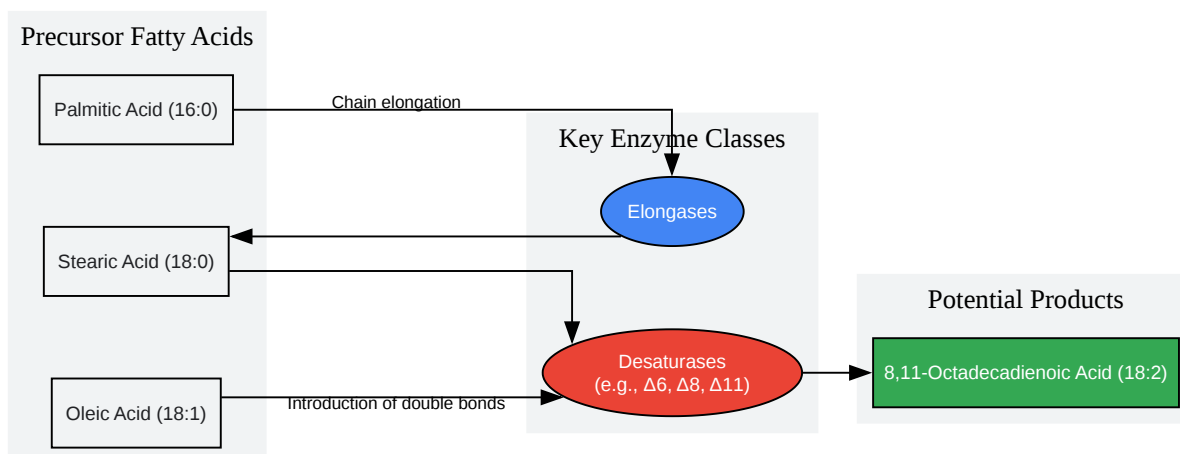 Precursor Fatty Acids
Palmitic Acid (16:0)
Chain elongation
Key Enzyme Classes
Elongases
Stearic Acid (18:0)
Potential Products
Desaturases
(e.g., Δ6, Δ8, Δ11)
8,11-Octadecadienoic Acid (18:2)
Oleic Acid (18:1)
Introduction of double bonds